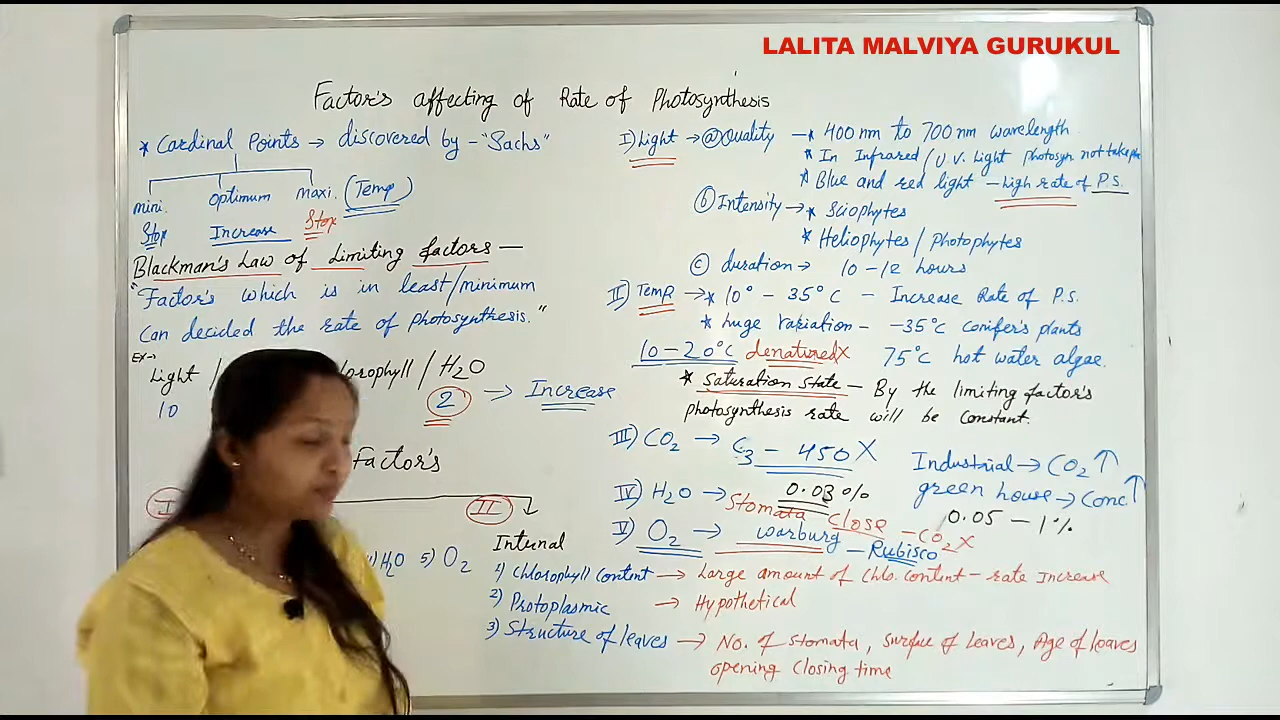 LALITA MALVIYA GURUKUL
Factor's affecting of Rate of Photosynthesis
* Cardinal Points → discovered by - "Sachs"
mini. Optimum maxi. (Temp)
Stop Increase Stop
Blackman's Law of Limiting factors —
"Factor's which is in least/minimum
Can decided the rate of photosynthesis."
Ex→
Light / / H2O
10 2 → Increase
Factor's
I II
Internal
H2O 5) O2
1) Chlorophyll content → Large amount of Chlo. content - rate Increase
2) Protoplasmic → Hypothetical
3) Structure of leaves → No. of stomata, surface of leaves, Age of leaves
opening closing time
I) Light → @ Quality - * 400 nm to 700 nm wavelength
* In Infrared / U.V. Light photosyn not take
* Blue and red light - high rate of P.S.
ⓑ Intensity → * Sciophytes
* Heliophytes / Photophytes
ⓒ duration → 10 - 12 hours
II) Temp → * 10° - 35°C - Increase Rate of P.S.
* huge variation - -35°C conifer's plants
10-20°C denatured X 75°C hot water algae
* Saturation State - By the limiting factor's
photosynthesis rate will be constant.
III) CO2 → C3 - 450 X Industrial → CO2 ↑
0.03% green house → Conc ↑
0.05 - 1%
IV) H2O → Stomata close - CO2 X
V) O2 → warburg - Rubisco